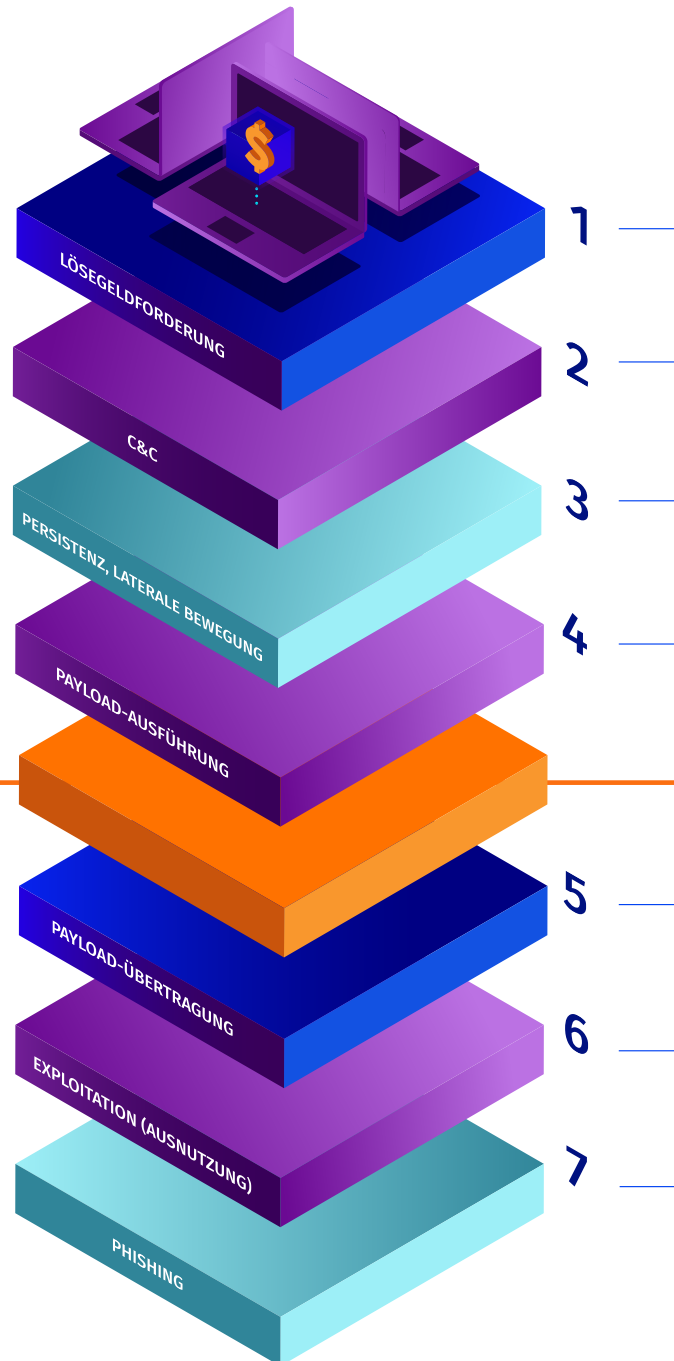 $
1
LÖSEGELDFORDERUNG
2
C&C
3
PERSISTENZ, LATERALE BEWEGUNG
4
PAYLOAD-AUSFÜHRUNG
5
PAYLOAD-ÜBERTRAGUNG
6
EXPLOITATION (AUSNUTZUNG)
7
PHISHING